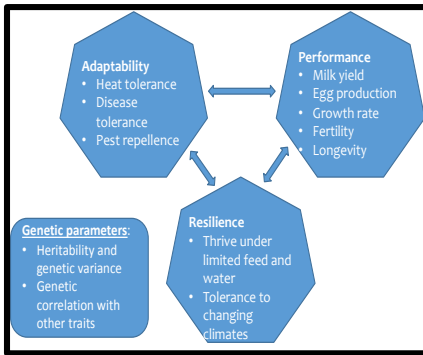 Adaptability
• Heat tolerance
• Disease
tolerance
• Pest repellence
Performance
• Milk yield
• Egg production
• Growth rate
• Fertility
• Longevity
Resilience
• Thrive under
limited feed and
water
• Tolerance to
changing
climates
Genetic parameters:
• Heritability and
genetic variance
• Genetic
correlation with
other traits